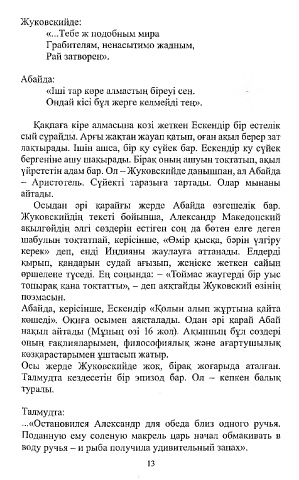 Жуковскийде:
«...Тебе ж подобным мира
Грабителям, ненасытимо жадным,
Рай затворен».
Абайда:
«Іші тар көре алмастың біреуі сен.
Ондай кісі бұл жерге келмейді тең».
Қақпаға кіре алмасына көзі жеткен Ескендір бір естелік
сый сұрайды. Арғы жақтан жауап қатып, оған ақыл берер зат
лақтырады. Ішін ашса, бір қу сүйек бар. Ескендір қу сүйек
бергеніне ашу шақырады. Бірақ оның ашуын тоқтатып, ақыл
үйрететін адам бар. Ол – Жуковскийде данышпан, ал Абайда
– Аристотель. Сүйекті таразыға тартады. Олар мынаны
айтады.
Осыдан әрі қарайғы жерде Абайда өзгешелік бар.
Жуковскийдің тексті бойынша, Александр Македонский
ақылгөйдің әлгі сөздерін естіген соң да бөтен елге деген
шабуын тоқтатпай, керісінше, «Өмір қысқа, бәрін үлгіру
керек» деп, енді Индияны жаулауға аттанады. Елдерді
қырып, қандарын судай ағызып, жеңіске жеткен сайын
өршелене түседі. Ең соңында: – «Тоймас жаугерді бір уыс
топырақ қана тоқтатты», – деп аяқтайды Жуковский өзінің
поэмасын.
Абайда, керісінше, Ескендір «Қолын алып жұртына қайта
көшеді». Оқиға осымен аяқталады. Одан әрі қарай Абай
нақыл айтады (Мұның өзі 16 жол). Ақынның бұл сөздері
оның ғақлияларымен, философиялық және ағартушылық
көзқарастарымен ұштасып жатыр.
Осы жерде Жуковскийде жоқ, бірақ жоғарыда аталған.
Талмудта кездесетін бір эпизод бар. Ол – кепкен балық
туралы.
Талмудта:
...«Остановился Александр для обеда близ одного ручья.
Поданную ему соленую макрель царь начал обмакивать в
воду ручья – и рыба получила удивительный запах».
13